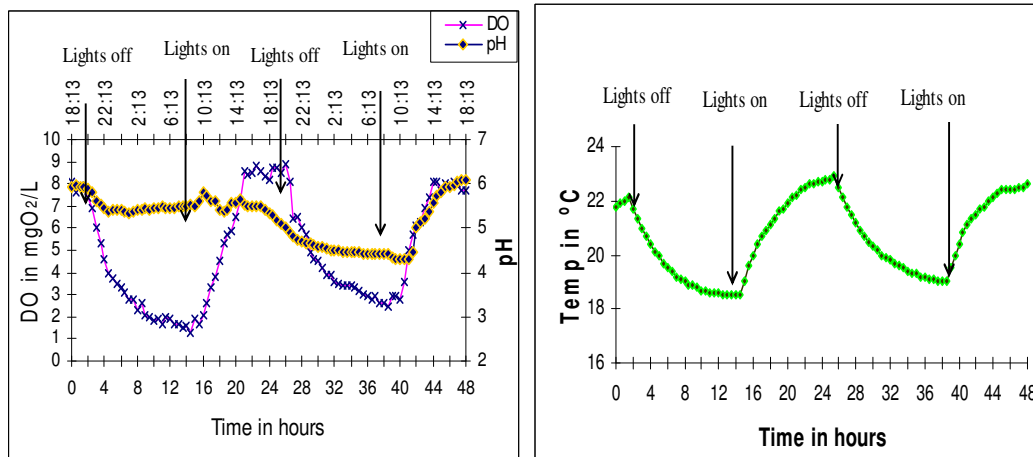 DO
pH
Lights off
Lights on
Lights off
Lights on
18:13 22:13 2:13 6:13 10:13 14:13 18:13 22:13 2:13 6:13 10:13 14:13 18:13
10
9
8
7
6
5
4
3
2
1
0
DO in mgO2/L
7
6
5
4
3
2
pH
0 4 8 12 16 20 24 28 32 36 40 44 48
Time in hours
Lights off
Lights on
Lights off
Lights on
24
22
20
18
16
Temp in ºC
0 4 8 12 16 20 24 28 32 36 40 44 48
Time in hours